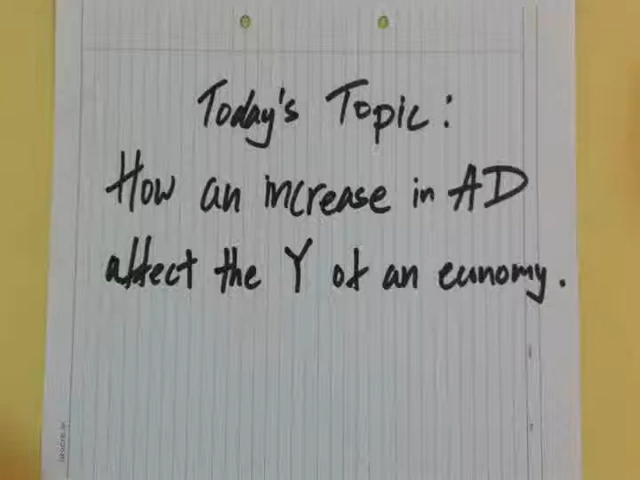 Today's Topic:
How an increase in AD
affect the Y of an economy.